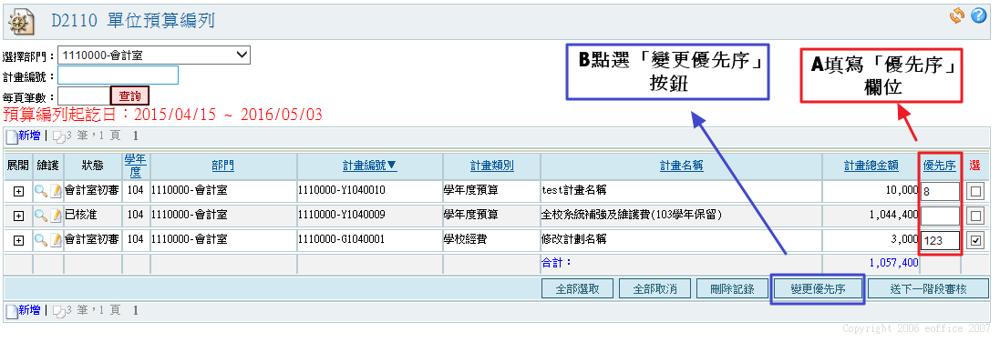 D2110 單位預算編列
選擇部門： 1110000-會計室
計畫編號：
每頁筆數： 查詢
預算編列起訖日：2015/04/15 ~ 2016/05/03
B點選「變更優先序」
按鈕
A填寫「優先序」
欄位
新增 | 3 筆，1 頁 1
展開 維護 狀態 學年度 部門 計畫編號▼ 計畫類別 計畫名稱 計畫總金額 優先序 選
會計室初審 104 1110000-會計室 1110000-Y1040010 學年度預算 test計畫名稱 10,000 8
已核准 104 1110000-會計室 1110000-Y1040009 學年度預算 全校系統補強及維護費(103學年保留) 1,044,400
會計室初審 104 1110000-會計室 1110000-G1040001 學校經費 修改計劃名稱 3,000 123
合計： 1,057,400
全部選取 全部取消 刪除記錄 變更優先序 送下一階段審核
新增 | 3 筆，1 頁 1
Copyright 2006 eoffice 2007